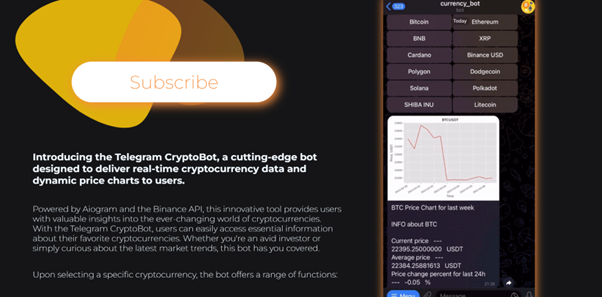 Subscribe
Introducing the Telegram CryptoBot, a cutting-edge bot
designed to deliver real-time cryptocurrency data and
dynamic price charts to users.
Powered by Aiogram and the Binance API, this innovative tool provides users
with valuable insights into the ever-changing world of cryptocurrencies.
With the Telegram CryptoBot, users can easily access essential information
about their favorite cryptocurrencies. Whether you're an avid investor or
simply curious about the latest market trends, this bot has you covered.
Upon selecting a specific cryptocurrency, the bot offers a range of functions:
currency_bot
bot
Bitcoin Today Ethereum
BNB XRP
Cardano Binance USD
Polygon Dodgecoin
Solana Polkadot
SHIBA INU Litecoin
BTCUSDT
BTC Price Chart for last week
INFO about BTC
Current price ---
22395.25000000 USDT
Average price ---
22384.25881613 USDT
Price change percent for last 24h
--- -0.05 %
Menu Message